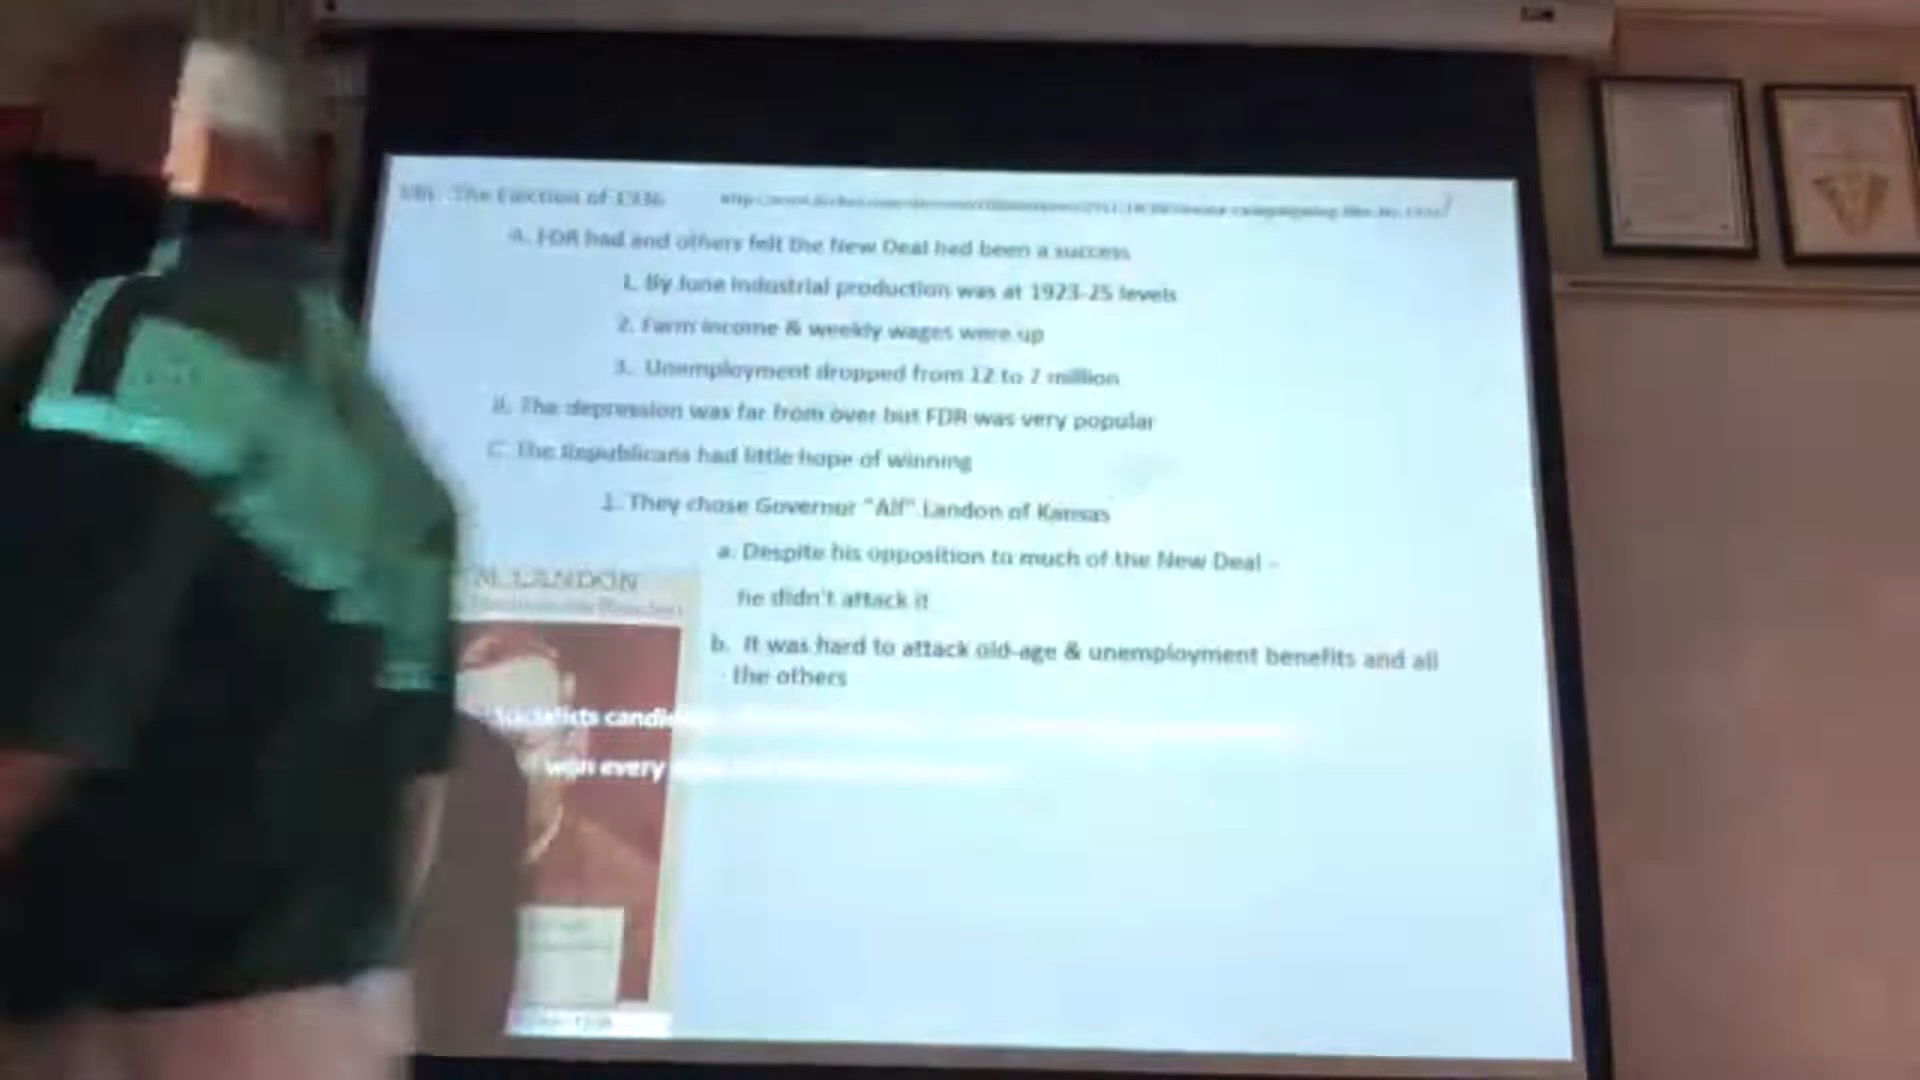 The Election of 1936
A. FDR had and others felt the New Deal had been a success
1. By June industrial production was at 1923-25 levels
2. Farm income & weekly wages were up
3. Unemployment dropped from 12 to 7 million
B. The depression was far from over but FDR was very popular
C. The Republicans had little hope of winning
1. They chose Governor "Alf" Landon of Kansas
a. Despite his opposition to much of the New Deal -
he didn't attack it
b. It was hard to attack old-age & unemployment benefits and all
the others
M. LANDON
Socialists candi
won every